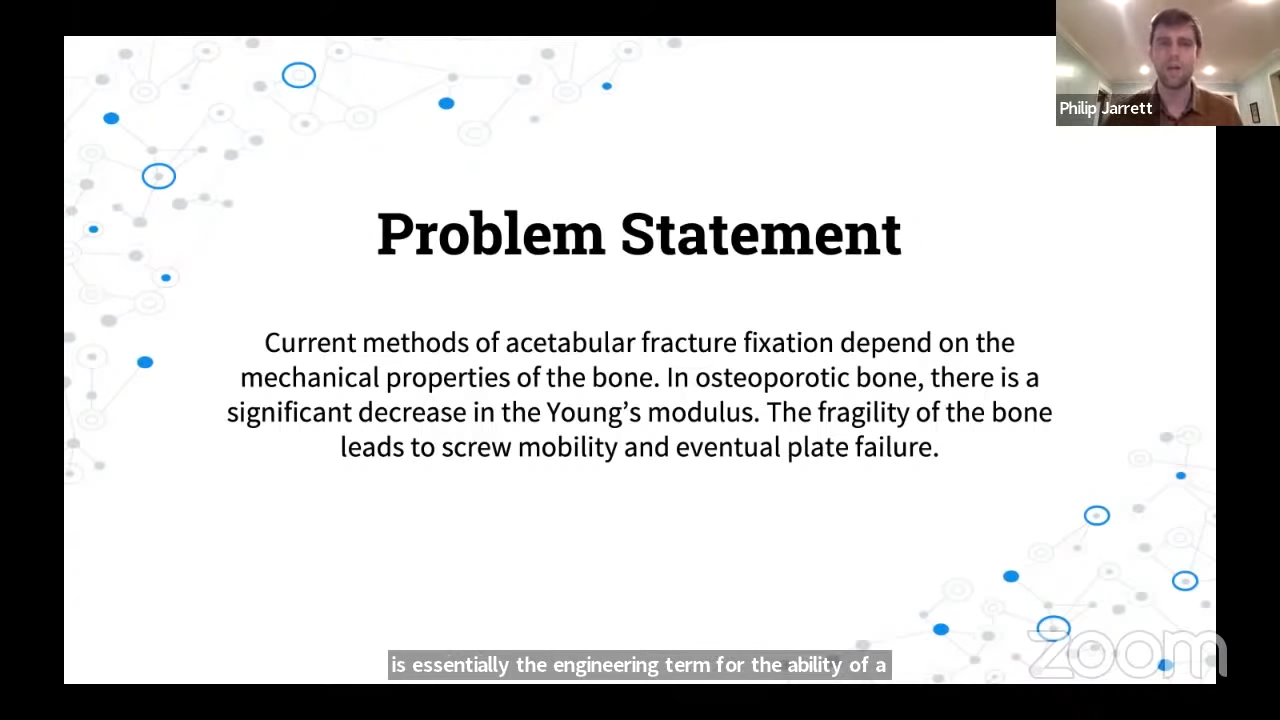 Philip Jarrett
Problem Statement
Current methods of acetabular fracture fixation depend on the
mechanical properties of the bone. In osteoporotic bone, there is a
significant decrease in the Young’s modulus. The fragility of the bone
leads to screw mobility and eventual plate failure.
is essentially the engineering term for the ability of a
zoom